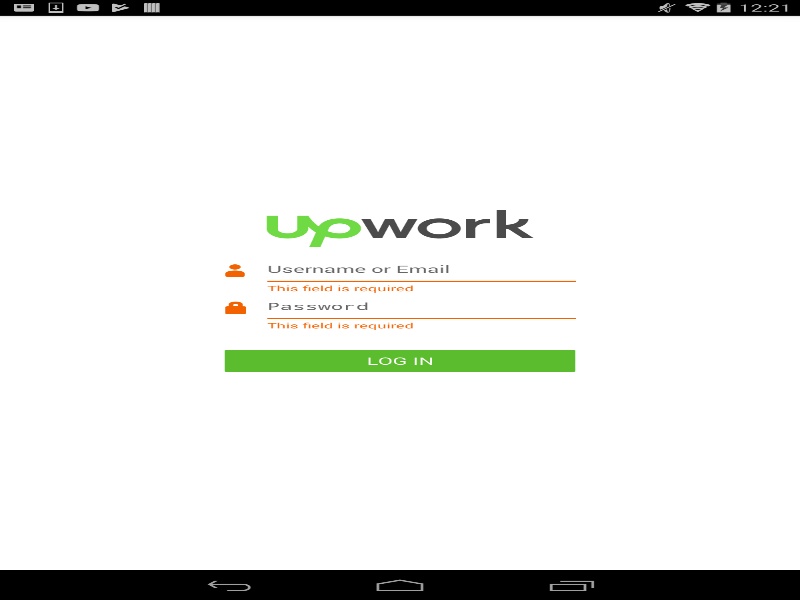 12:21
upwork
Username or Email
This field is required
Password
This field is required
LOG IN